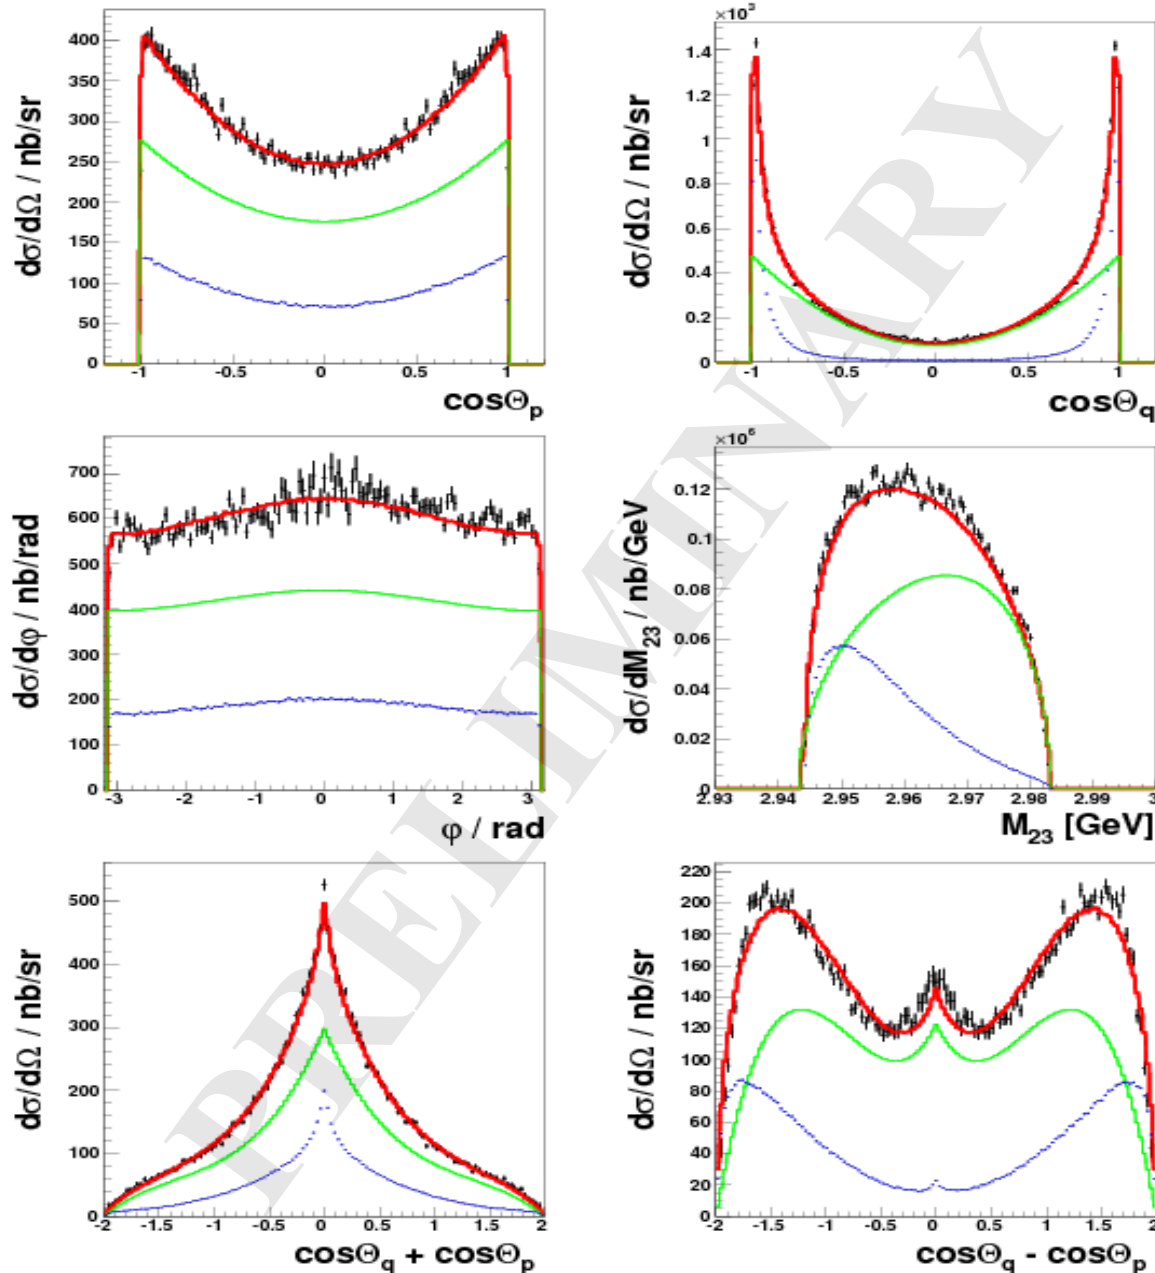 dσ/dΩ / nb/sr
400
350
300
250
200
150
100
50
0
-1 -0.5 0 0.5 1
cosΘp
×10³
dσ/dΩ / nb/sr
1.4
1.2
1
0.8
0.6
0.4
0.2
0
-1 -0.5 0 0.5 1
cosΘq
dσ/dφ / nb/rad
700
600
500
400
300
200
100
0
-3 -2 -1 0 1 2 3
φ / rad
×10⁶
dσ/dM23 / nb/GeV
0.12
0.1
0.08
0.06
0.04
0.02
0
2.93 2.94 2.95 2.96 2.97 2.98 2.99 3
M23 [GeV]
dσ/dΩ / nb/sr
500
400
300
200
100
0
-2 -1.5 -1 -0.5 0 0.5 1 1.5 2
cosΘq + cosΘp
dσ/dΩ / nb/sr
220
200
180
160
140
120
100
80
60
40
20
0
-2 -1.5 -1 -0.5 0 0.5 1 1.5 2
cosΘq - cosΘp
PRELIMINARY